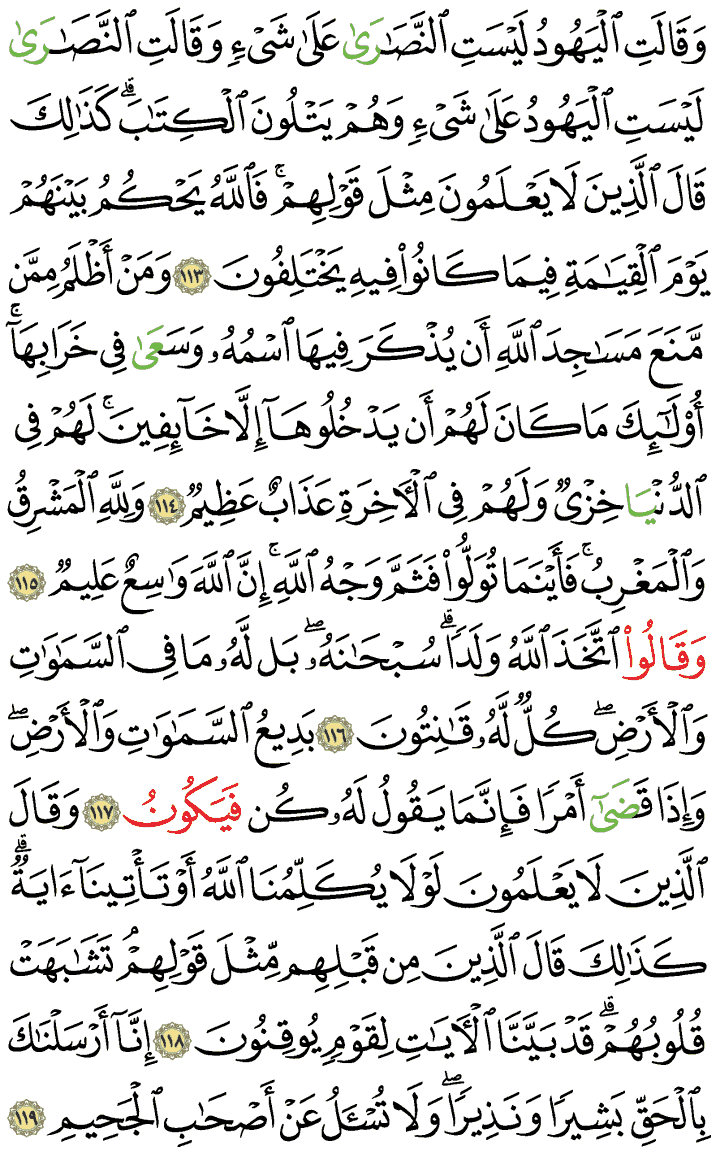 وَقَالَتِ ٱلۡيَهُودُ لَيۡسَتِ ٱلنَّصَٰرَىٰ عَلَىٰ شَيۡءٖ وَقَالَتِ ٱلنَّصَٰرَىٰ
لَيۡسَتِ ٱلۡيَهُودُ عَلَىٰ شَيۡءٖ وَهُمۡ يَتۡلُونَ ٱلۡكِتَٰبَۗ كَذَٰلِكَ
قَالَ ٱلَّذِينَ لَا يَعۡلَمُونَ مِثۡلَ قَوۡلِهِمۡۚ فَٱللَّهُ يَحۡكُمُ بَيۡنَهُمۡ
يَوۡمَ ٱلۡقِيَٰمَةِ فِيمَا كَانُواْ فِيهِ يَخۡتَلِفُونَ ١١٣ وَمَنۡ أَظۡلَمُ مِمَّن
مَّنَعَ مَسَٰجِدَ ٱللَّهِ أَن يُذۡكَرَ فِيهَا ٱسۡمُهُۥ وَسَعَىٰ فِي خَرَابِهَآۚ
أُوْلَٰٓئِكَ مَا كَانَ لَهُمۡ أَن يَدۡخُلُوهَآ إِلَّا خَآئِفِينَۚ لَهُمۡ فِي
ٱلدُّنۡيَا خِزۡيٞ وَلَهُمۡ فِي ٱلۡأٓخِرَةِ عَذَابٌ عَظِيمٞ ١١٤ وَلِلَّهِ ٱلۡمَشۡرِقُ
وَٱلۡمَغۡرِبُۚ فَأَيۡنَمَا تُوَلُّواْ فَثَمَّ وَجۡهُ ٱللَّهِۚ إِنَّ ٱللَّهَ وَٰسِعٌ عَلِيمٞ ١١٥
وَقَالُواْ ٱتَّخَذَ ٱللَّهُ وَلَدٗاۗ سُبۡحَٰنَهُۥۖ بَل لَّهُۥ مَا فِي ٱلسَّمَٰوَٰتِ
وَٱلۡأَرۡضِۖ كُلّٞ لَّهُۥ قَٰنِتُونَ ١١٦ بَدِيعُ ٱلسَّمَٰوَٰتِ وَٱلۡأَرۡضِۖ
وَإِذَا قَضَىٰٓ أَمۡرٗا فَإِنَّمَا يَقُولُ لَهُۥ كُن فَيَكُونُ ١١٧ وَقَالَ
ٱلَّذِينَ لَا يَعۡلَمُونَ لَوۡلَا يُكَلِّمُنَا ٱللَّهُ أَوۡ تَأۡتِينَآ ءَايَةٞۗ
كَذَٰلِكَ قَالَ ٱلَّذِينَ مِن قَبۡلِهِم مِّثۡلَ قَوۡلِهِمۡۘ تَشَٰبَهَتۡ
قُلُوبُهُمۡۗ قَدۡ بَيَّنَّا ٱلۡأٓيَٰتِ لِقَوۡمٖ يُوقِنُونَ ١١٨ إِنَّآ أَرۡسَلۡنَٰكَ
بِٱلۡحَقِّ بَشِيرٗا وَنَذِيرٗاۖ وَلَا تُسۡـَٔلُ عَنۡ أَصۡحَٰبِ ٱلۡجَحِيمِ ١١٩